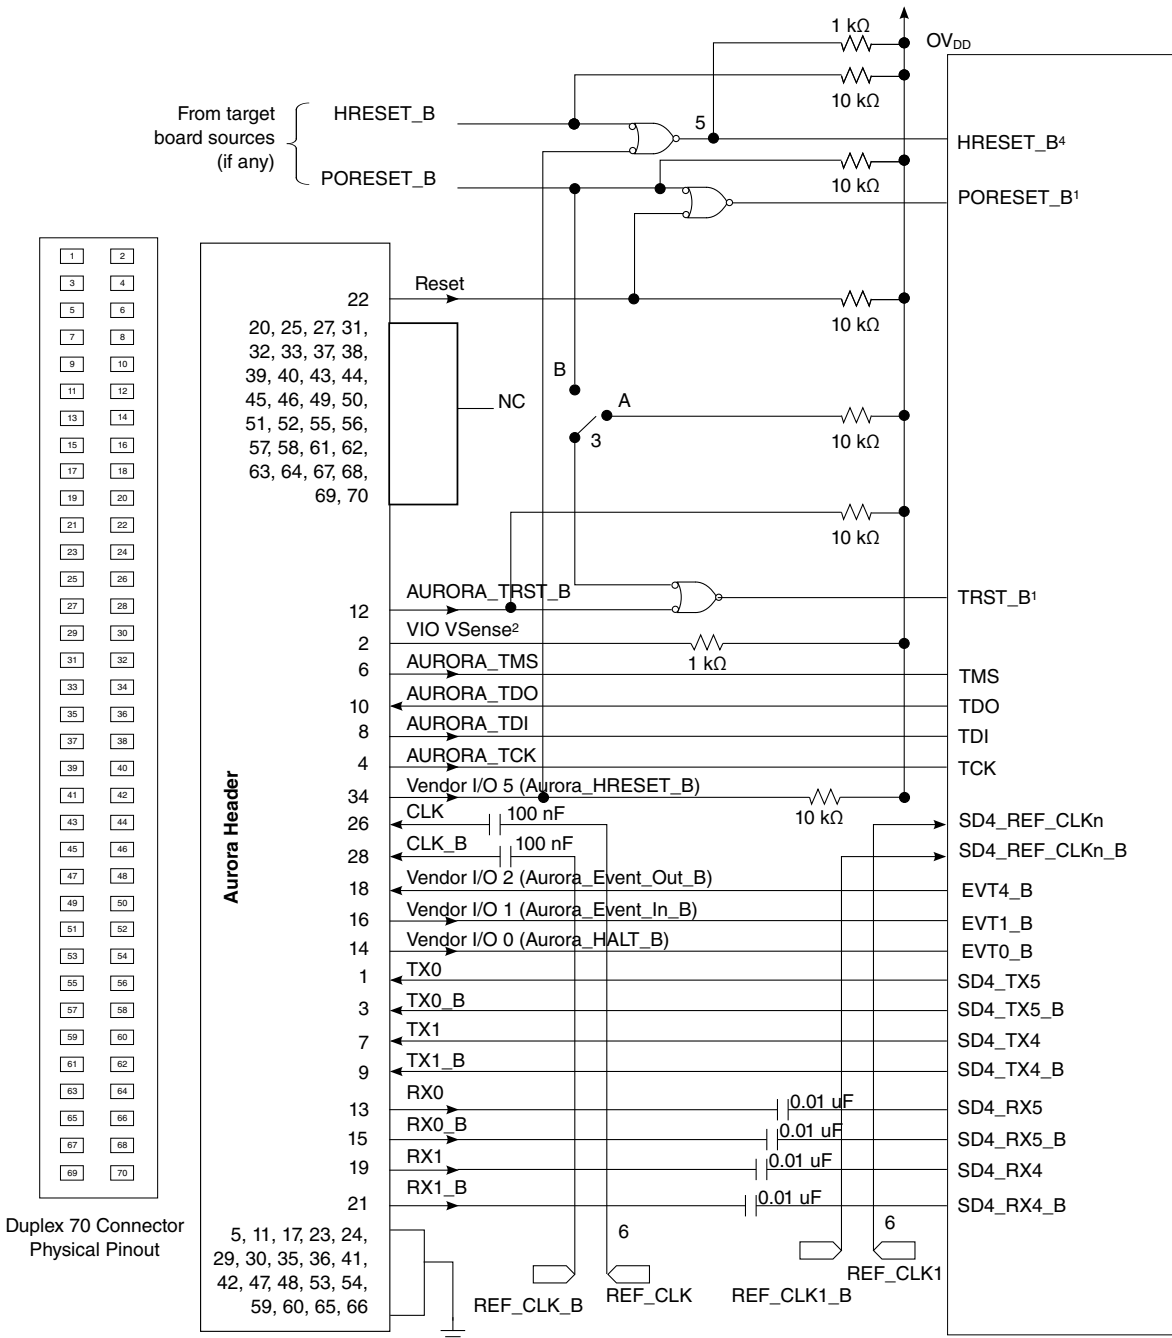 1 kΩ
OVDD
10 kΩ
From target
board sources
(if any)
HRESET_B
5
HRESET_B4
10 kΩ
PORESET_B
PORESET_B1
1 2
3 4
5 6
7 8
9 10
11 12
13 14
15 16
17 18
19 20
21 22
23 24
25 26
27 28
29 30
31 32
33 34
35 36
37 38
39 40
41 42
43 44
45 46
47 48
49 50
51 52
53 54
55 56
57 58
59 60
61 62
63 64
65 66
67 68
69 70
Duplex 70 Connector
Physical Pinout
Aurora Header
22
Reset
10 kΩ
20, 25, 27, 31,
32, 33, 37, 38,
39, 40, 43, 44,
45, 46, 49, 50,
51, 52, 55, 56,
57, 58, 61, 62,
63, 64, 67, 68,
69, 70
NC
B
A
3
10 kΩ
10 kΩ
12
AURORA_TRST_B
TRST_B1
2
VIO VSense2
1 kΩ
6
AURORA_TMS
TMS
10
AURORA_TDO
TDO
8
AURORA_TDI
TDI
4
AURORA_TCK
TCK
34
Vendor I/O 5 (Aurora_HRESET_B)
10 kΩ
26
CLK
100 nF
SD4_REF_CLKn
28
CLK_B
100 nF
SD4_REF_CLKn_B
18
Vendor I/O 2 (Aurora_Event_Out_B)
EVT4_B
16
Vendor I/O 1 (Aurora_Event_In_B)
EVT1_B
14
Vendor I/O 0 (Aurora_HALT_B)
EVT0_B
1
TX0
SD4_TX5
3
TX0_B
SD4_TX5_B
7
TX1
SD4_TX4
9
TX1_B
SD4_TX4_B
13
RX0
0.01 uF
SD4_RX5
15
RX0_B
0.01 uF
SD4_RX5_B
19
RX1
0.01 uF
SD4_RX4
21
RX1_B
0.01 uF
SD4_RX4_B
5, 11, 17, 23, 24,
29, 30, 35, 36, 41,
42, 47, 48, 53, 54,
59, 60, 65, 66
6
6
REF_CLK_B
REF_CLK
REF_CLK1_B
REF_CLK1